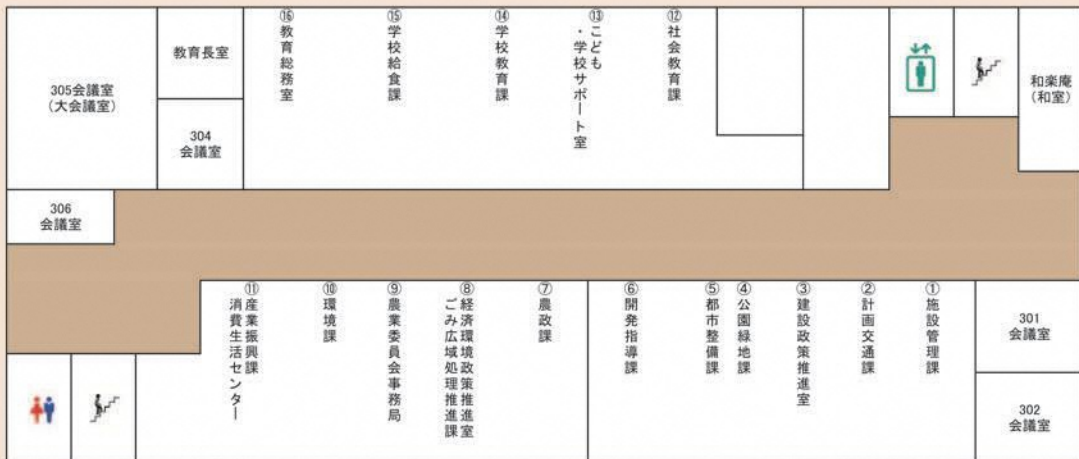 305会議室
（大会議室）
教育長室
304
会議室
⑯教育総務室
⑮学校給食課
⑭学校教育課
⑬こども
・学校サポート室
⑫社会教育課
和楽庵
（和室）
306
会議室
⑪産業振興課
消費生活センター
⑩環境課
⑨農業委員会事務局
⑧経済環境政策推進室
ごみ広域処理推進課
⑦農政課
⑥開発指導課
⑤都市整備課
④公園緑地課
③建設政策推進室
②計画交通課
①施設管理課
301
会議室
302
会議室